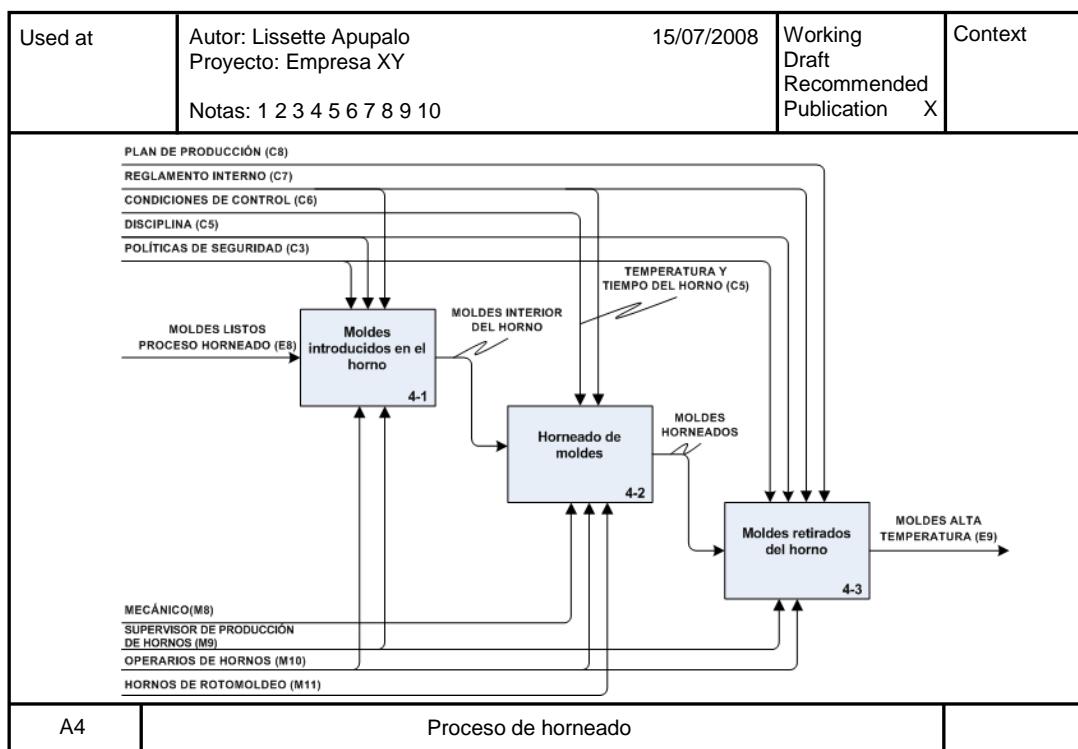 Used at
Autor: Lissette Apupalo 15/07/2008
Proyecto: Empresa XY
Notas: 1 2 3 4 5 6 7 8 9 10
Working
Draft
Recommended
Publication X
Context
PLAN DE PRODUCCIÓN (C8)
REGLAMENTO INTERNO (C7)
CONDICIONES DE CONTROL (C6)
DISCIPLINA (C5)
POLÍTICAS DE SEGURIDAD (C3)
TEMPERATURA Y
TIEMPO DEL HORNO (C5)
MOLDES LISTOS
PROCESO HORNEADO (E8)
Moldes
introducidos en el
horno
4-1
MOLDES INTERIOR
DEL HORNO
Horneado de
moldes
4-2
MOLDES
HORNEADOS
Moldes retirados
del horno
4-3
MOLDES ALTA
TEMPERATURA (E9)
MECÁNICO(M8)
SUPERVISOR DE PRODUCCIÓN
DE HORNOS (M9)
OPERARIOS DE HORNOS (M10)
HORNOS DE ROTOMOLDEO (M11)
A4
Proceso de horneado